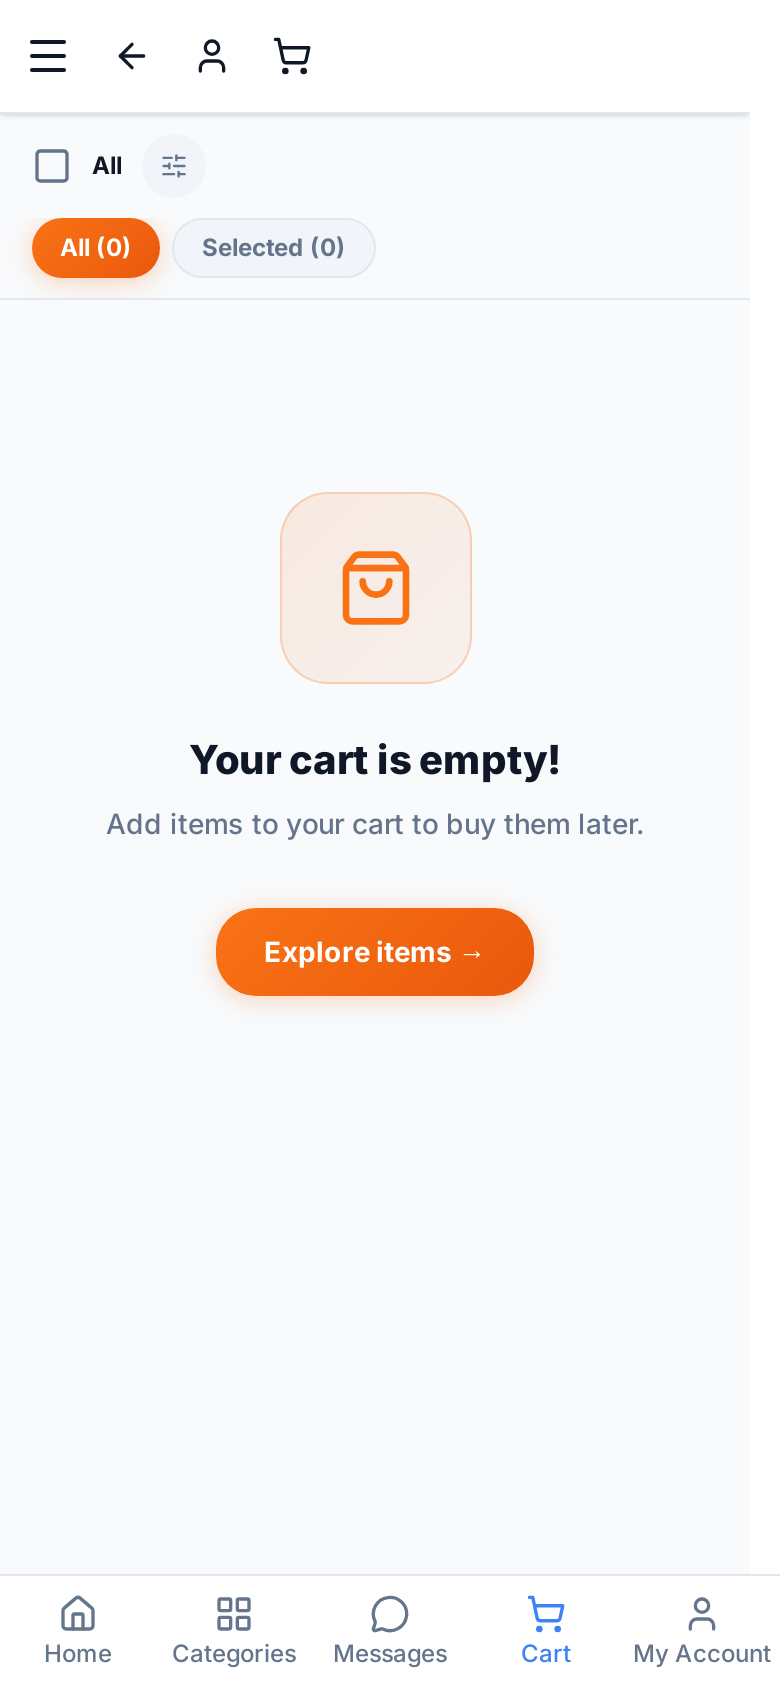 All
All (0)
Selected (0)
Your cart is empty!
Add items to your cart to buy them later.
Explore items →
Home
Categories
Messages
Cart
My Account